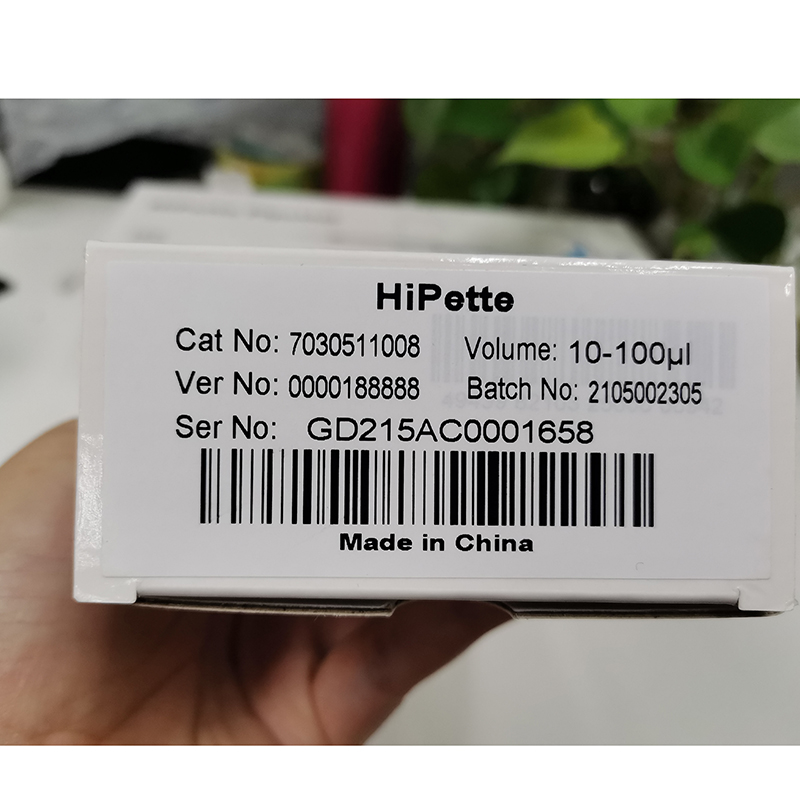 HiPette
Cat No: 7030511008 Volume: 10-100µl
Ver No: 0000188888 Batch No: 2105002305
Ser No: GD215AC0001658
Made in China